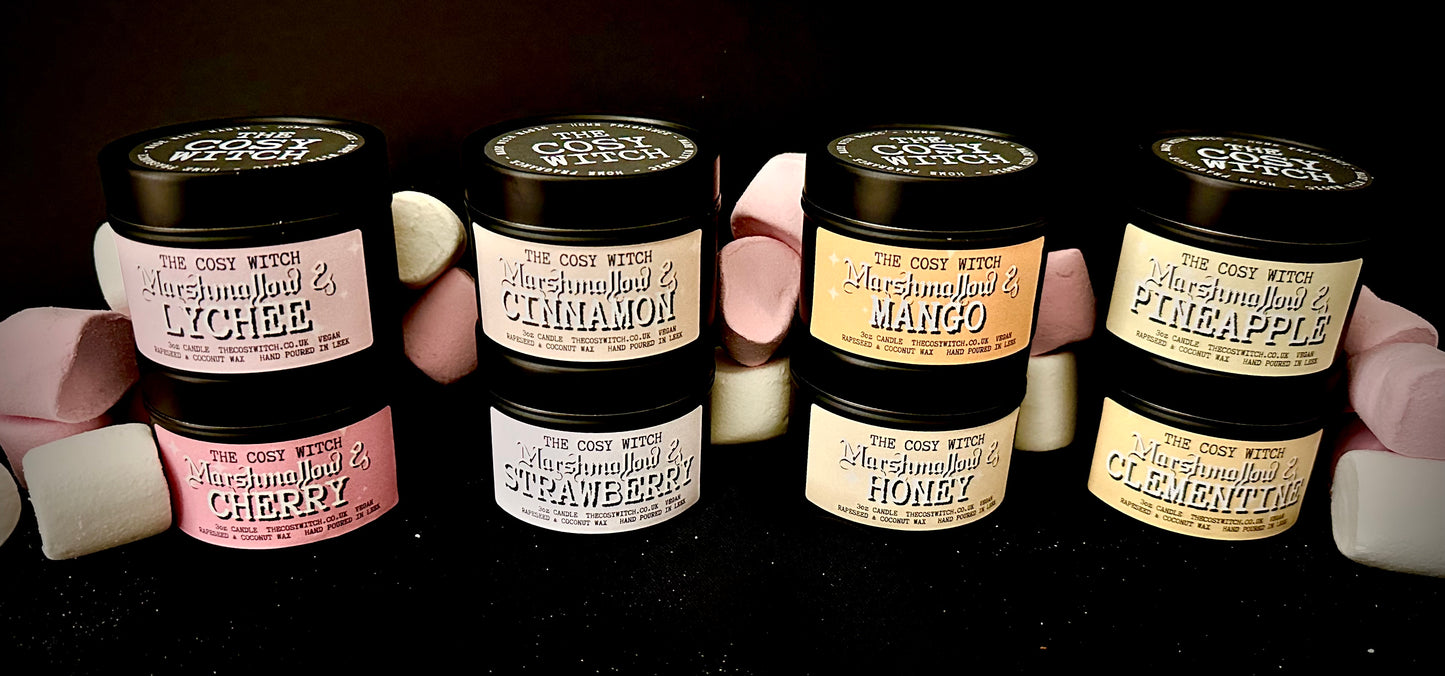 THE
COSY
WITCH
THE COSY WITCH
Marshmallow &
LYCHEE
3oz CANDLE THECOSYWITCH.CO.UK VEGAN
RAPESEED & COCONUT WAX HAND POURED IN LEEK
THE COSY WITCH
Marshmallow &
CHERRY
3oz CANDLE THECOSYWITCH.CO.UK VEGAN
RAPESEED & COCONUT WAX HAND POURED IN LEEK
THE
COSY
WITCH
HOME FRAGRANCE
THE COSY WITCH
Marshmallow &
CINNAMON
3oz CANDLE THECOSYWITCH.CO.UK VEGAN
RAPESEED & COCONUT WAX HAND POURED IN LEEK
THE COSY WITCH
Marshmallow &
STRAWBERRY
3oz CANDLE THECOSYWITCH.CO.UK VEGAN
RAPESEED & COCONUT WAX HAND POURED IN LEEK
THE
COSY
WITCH
THE COSY WITCH
Marshmallow &
MANGO
3oz CANDLE THECOSYWITCH.CO.UK VEGAN
RAPESEED & COCONUT WAX HAND POURED IN LEEK
THE COSY WITCH
Marshmallow &
HONEY
3oz CANDLE THECOSYWITCH.CO.UK VEGAN
RAPESEED & COCONUT WAX HAND POURED IN LEEK
THE
COSY
WITCH
THE COSY WITCH
Marshmallow &
PINEAPPLE
3oz CANDLE THECOSYWITCH.CO.UK VEGAN
RAPESEED & COCONUT WAX HAND POURED IN LEEK
THE COSY WITCH
Marshmallow &
CLEMENTINE
3oz CANDLE THECOSYWITCH.CO.UK VEGAN
RAPESEED & COCONUT WAX HAND POURED IN LEEK